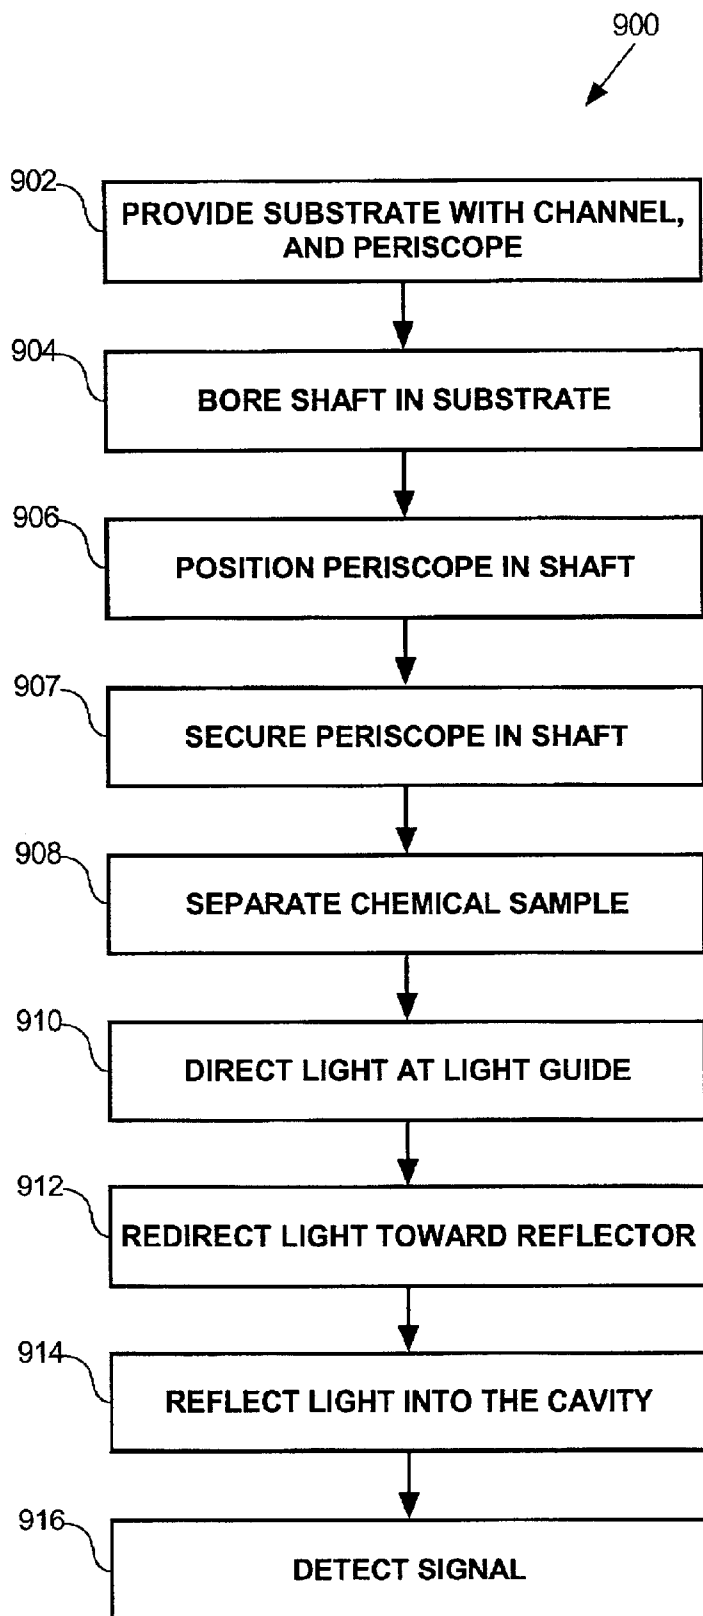 900
902
PROVIDE SUBSTRATE WITH CHANNEL,
AND PERISCOPE
904
BORE SHAFT IN SUBSTRATE
906
POSITION PERISCOPE IN SHAFT
907
SECURE PERISCOPE IN SHAFT
908
SEPARATE CHEMICAL SAMPLE
910
DIRECT LIGHT AT LIGHT GUIDE
912
REDIRECT LIGHT TOWARD REFLECTOR
914
REFLECT LIGHT INTO THE CAVITY
916
DETECT SIGNAL